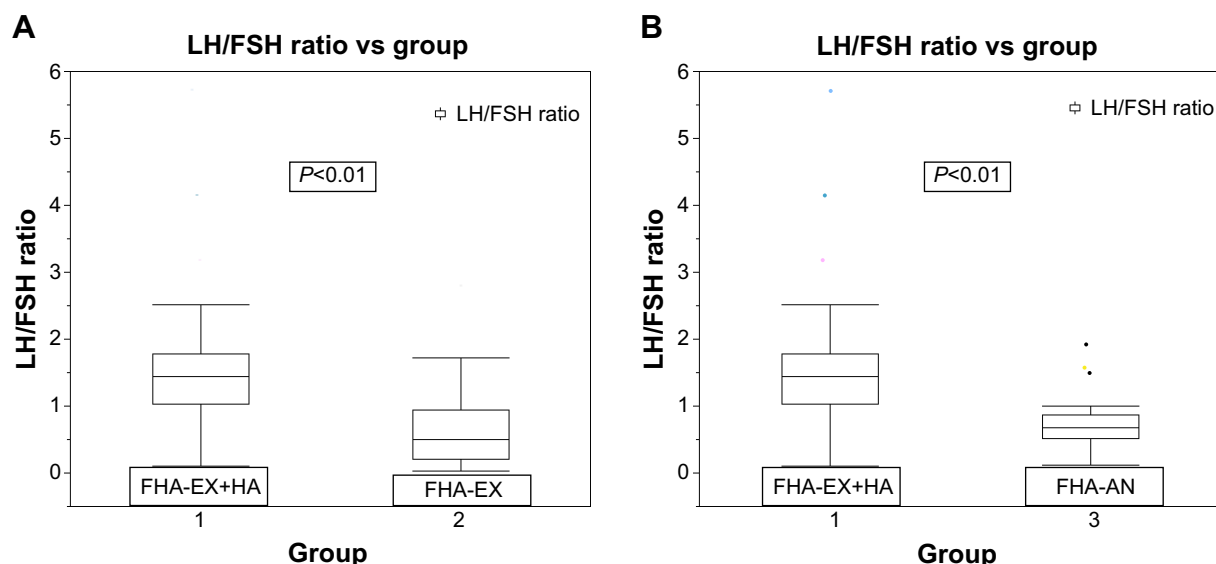 A
LH/FSH ratio vs group
LH/FSH ratio
6
5
4
3
2
1
0
LH/FSH ratio
P<0.01
FHA-EX+HA
FHA-EX
1
2
Group
B
LH/FSH ratio vs group
LH/FSH ratio
6
5
4
3
2
1
0
LH/FSH ratio
P<0.01
FHA-EX+HA
FHA-AN
1
3
Group